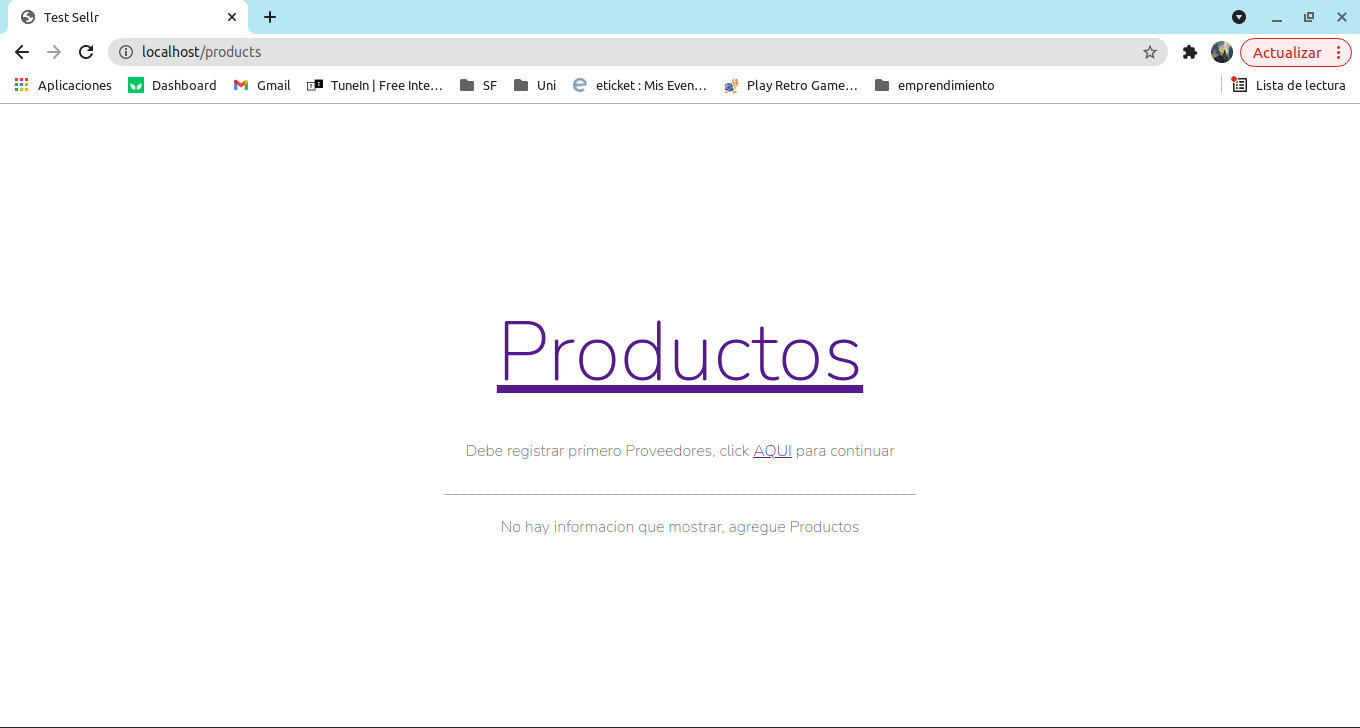 Test Sellr
localhost/products
Actualizar
Aplicaciones Dashboard Gmail TuneIn | Free Inte... SF Uni eticket : Mis Even... Play Retro Game... emprendimiento Lista de lectura
Productos
Debe registrar primero Proveedores, click AQUI para continuar
___________________________________________________________
No hay informacion que mostrar, agregue Productos